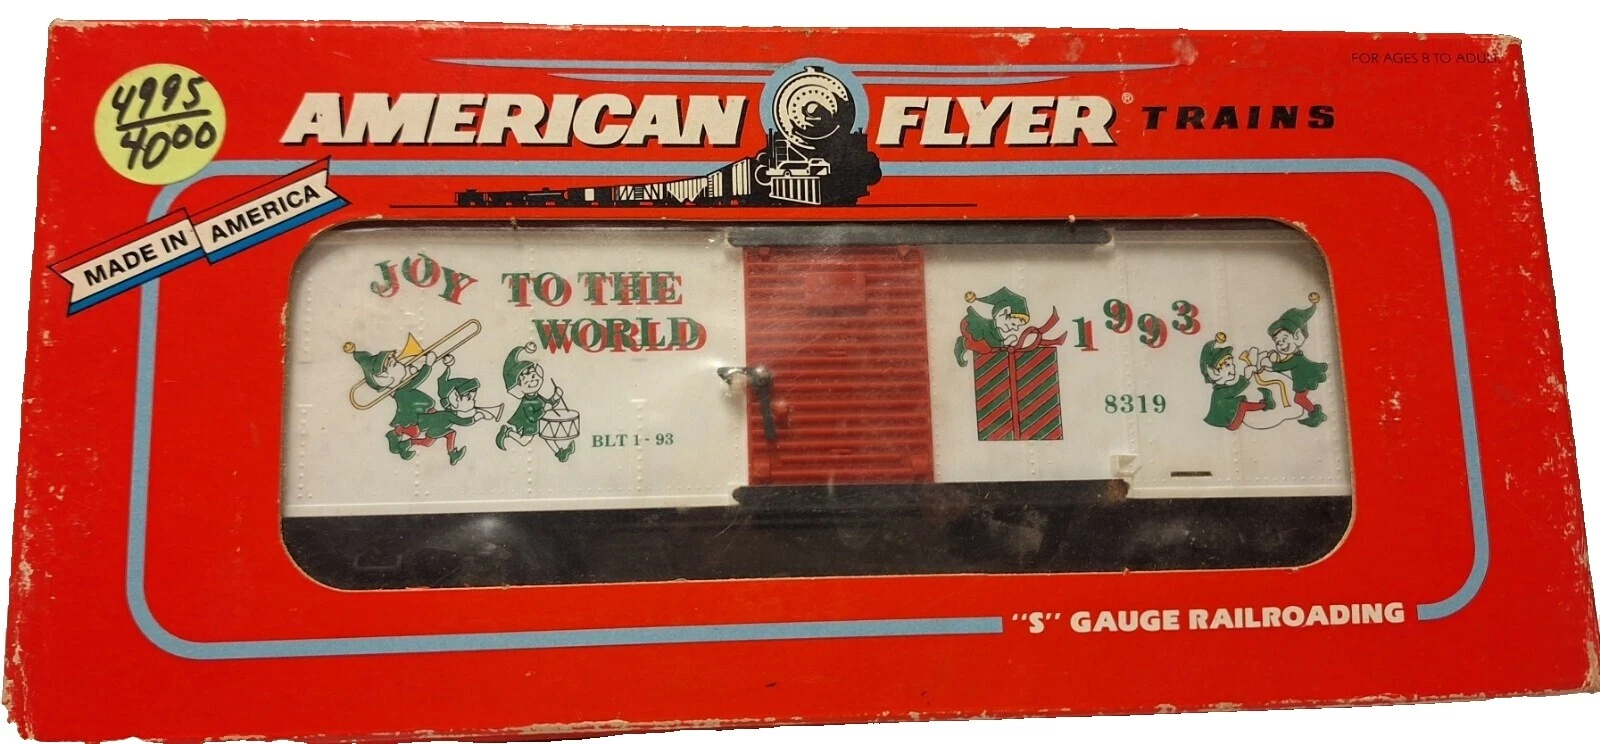 FOR AGES 8 TO ADULT
4995
4000
AMERICAN FLYER® TRAINS
MADE IN AMERICA
JOY TO THE
WORLD
1993
8319
BLT 1-93
"S" GAUGE RAILROADING